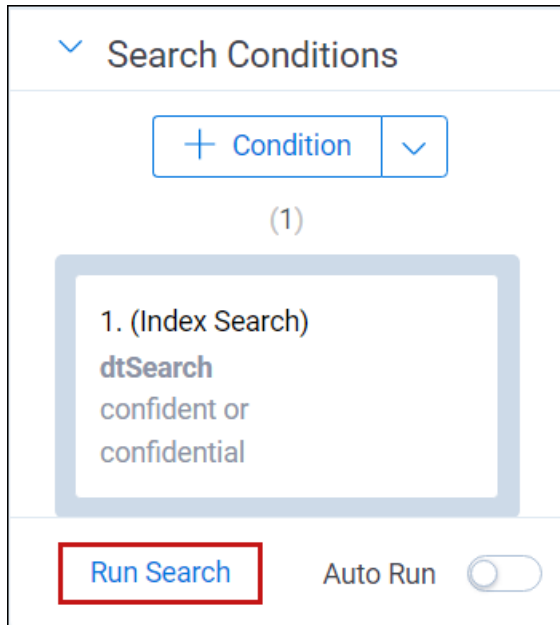 Search Conditions
+ Condition
(1)
1. (Index Search)
dtSearch
confident or
confidential
Run Search Auto Run